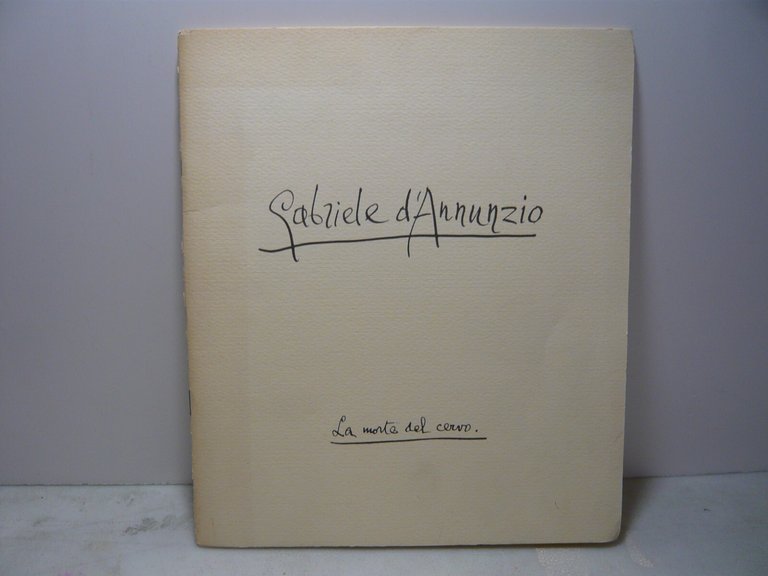 Gabriele d'Annunzio
La morte del cervo.